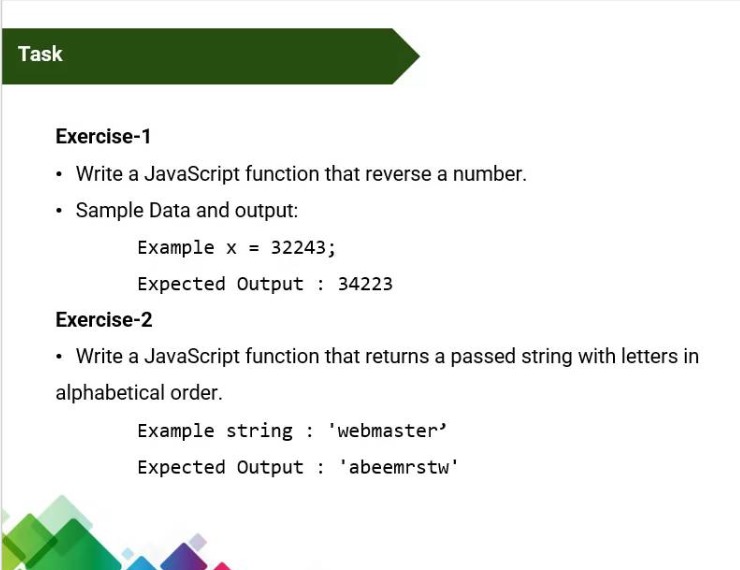 Task
Exercise-1
• Write a JavaScript function that reverse a number.
• Sample Data and output:
Example x = 32243;
Expected Output : 34223
Exercise-2
• Write a JavaScript function that returns a passed string with letters in
alphabetical order.
Example string : 'webmaster’
Expected Output : 'abeemrstw'